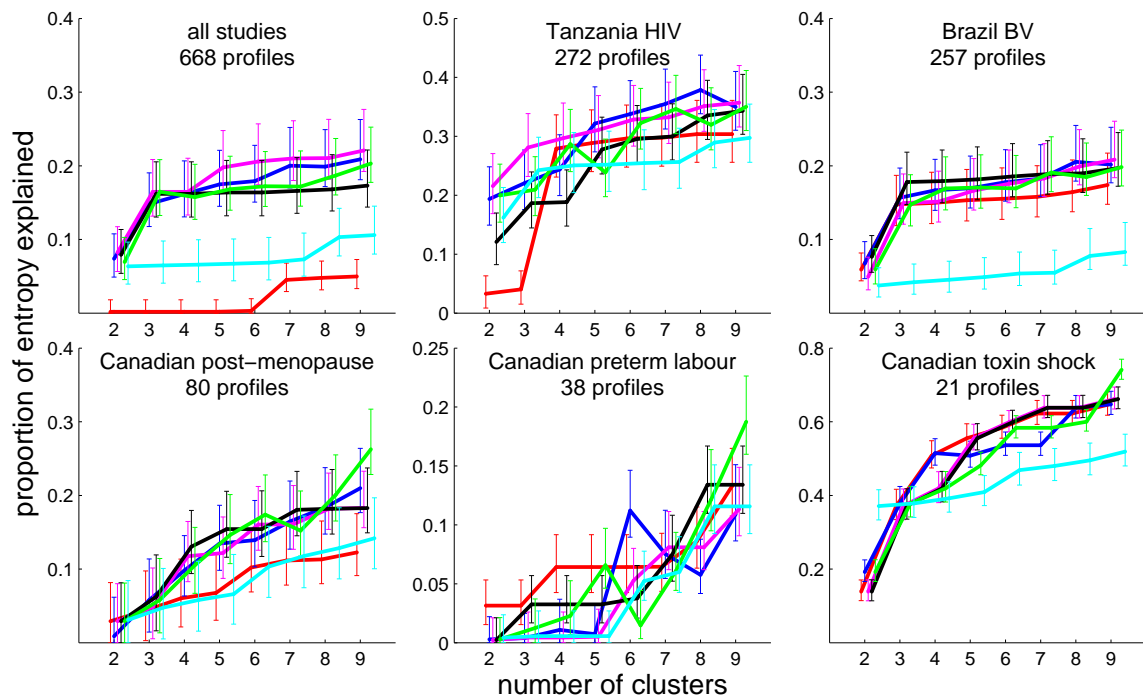 proportion of entropy explained
all studies
668 profiles
0.4
0.3
0.2
0.1
2 3 4 5 6 7 8 9
Tanzania HIV
272 profiles
0.5
0.4
0.3
0.2
0.1
0
2 3 4 5 6 7 8 9
Brazil BV
257 profiles
0.4
0.3
0.2
0.1
2 3 4 5 6 7 8 9
Canadian post−menopause
80 profiles
0.4
0.3
0.2
0.1
2 3 4 5 6 7 8 9
Canadian preterm labour
38 profiles
0.25
0.2
0.15
0.1
0.05
0
2 3 4 5 6 7 8 9
Canadian toxin shock
21 profiles
0.8
0.6
0.4
0.2
2 3 4 5 6 7 8 9
number of clusters